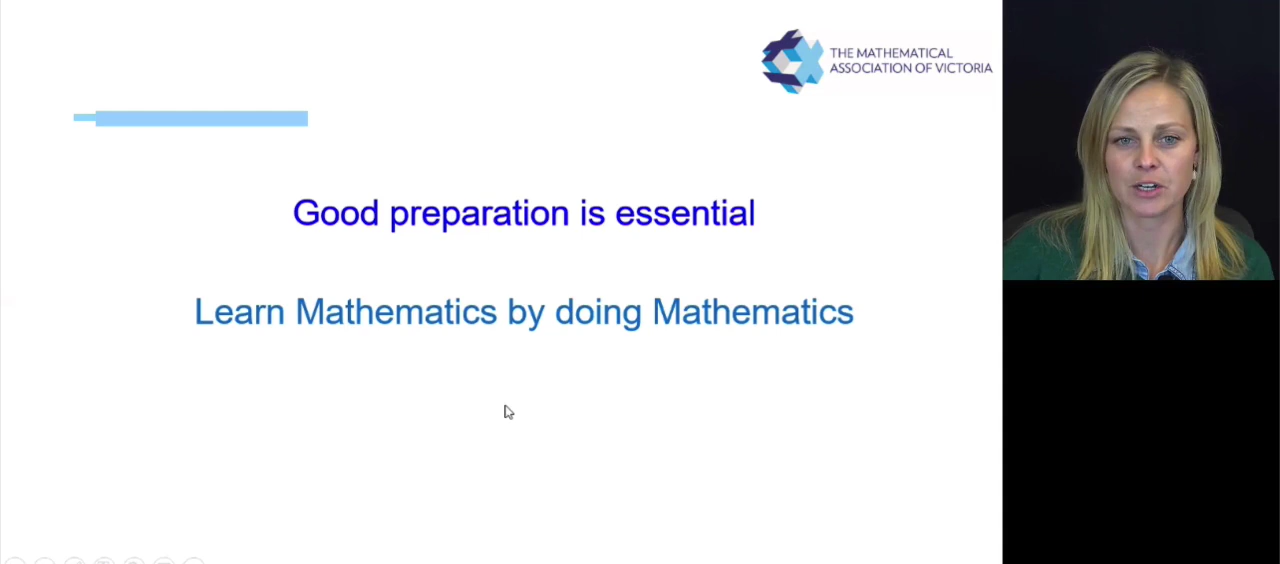 THE MATHEMATICAL
ASSOCIATION OF VICTORIA
Good preparation is essential
Learn Mathematics by doing Mathematics